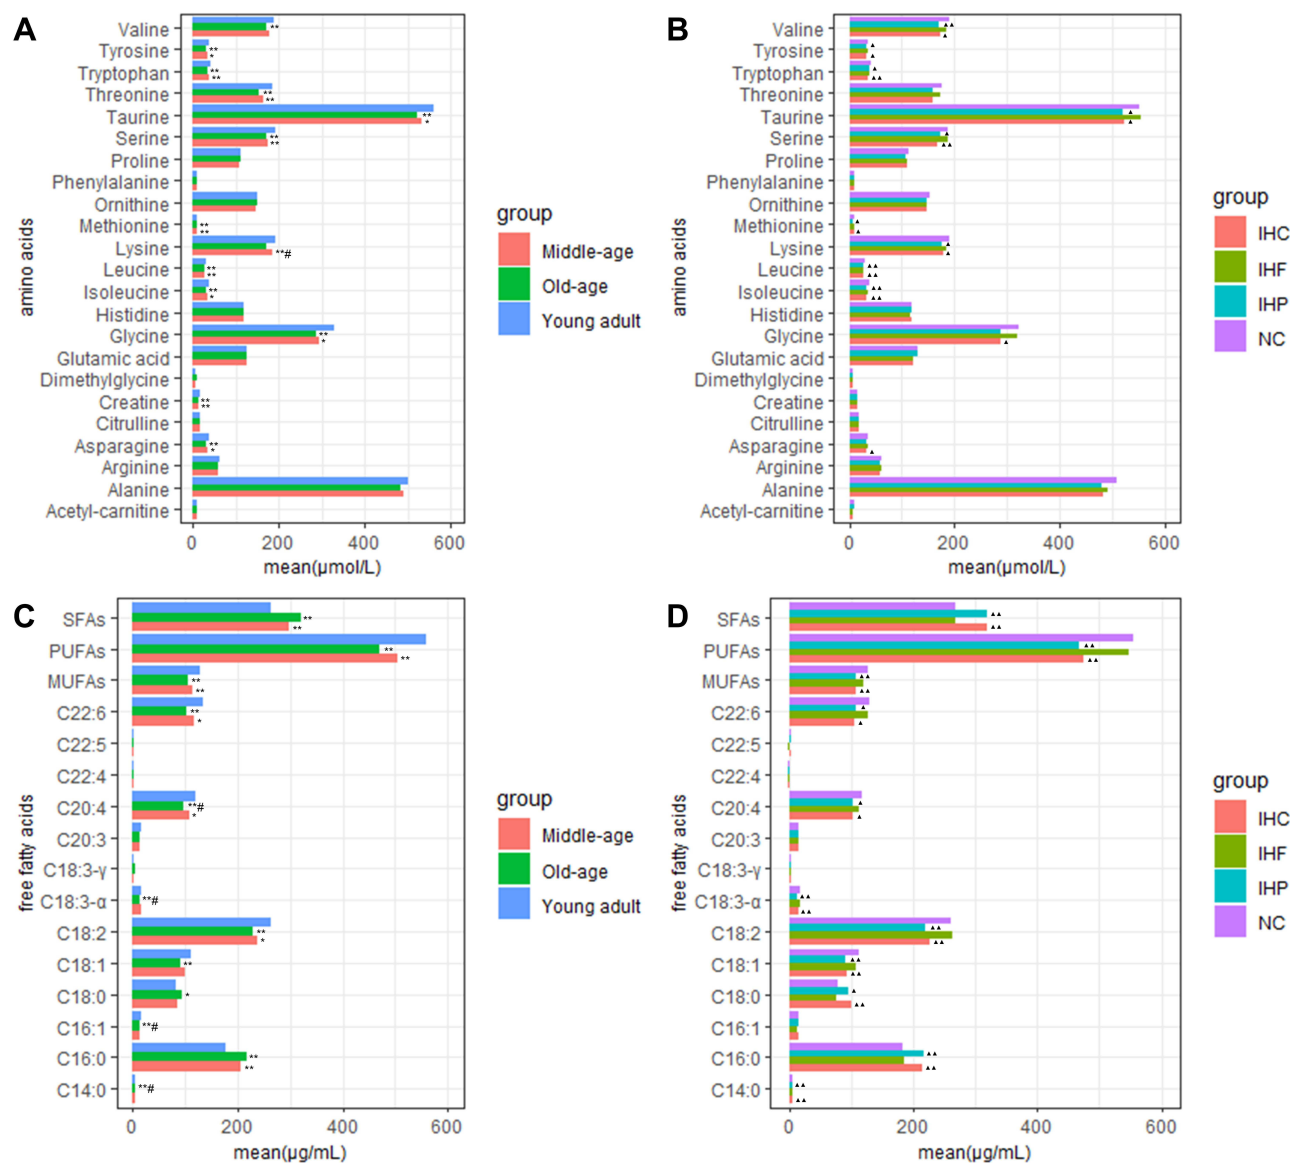 A
Valine
**
Tyrosine
**
*
Tryptophan
**
**
Threonine
**
**
Taurine
**
*
Serine
**
**
Proline
Phenylalanine
Ornithine
Methionine
**
**
Lysine
**#
Leucine
**
**
Isoleucine
**
*
Histidine
Glycine
**
*
Glutamic acid
Dimethylglycine
Creatine
**
**
Citrulline
Asparagine
**
*
Arginine
Alanine
Acetyl-carnitine
0 200 400 600
mean(µmol/L)
amino acids
group
Middle-age
Old-age
Young adult
B
Valine
▲▲
▲
Tyrosine
▲
▲
Tryptophan
▲
▲▲
Threonine
Taurine
▲
▲
Serine
▲
▲▲
Proline
Phenylalanine
Ornithine
Methionine
▲
▲
Lysine
▲
▲
Leucine
▲▲
▲▲
Isoleucine
▲▲
▲▲
Histidine
Glycine
▲
Glutamic acid
Dimethylglycine
Creatine
Citrulline
Asparagine
▲
Arginine
Alanine
Acetyl-carnitine
0 200 400 600
mean(µmol/L)
amino acids
group
IHC
IHF
IHP
NC
C
SFAs
**
**
PUFAs
**
**
MUFAs
**
**
C22:6
**
*
C22:5
C22:4
C20:4
**#
*
C20:3
C18:3-γ
C18:3-α
**#
C18:2
**
*
C18:1
**
C18:0
*
C16:1
**#
C16:0
**
**
C14:0
**#
0 200 400 600
mean(µg/mL)
free fatty acids
group
Middle-age
Old-age
Young adult
D
SFAs
▲▲
▲▲
PUFAs
▲▲
▲▲
MUFAs
▲▲
▲▲
C22:6
▲
▲
C22:5
C22:4
C20:4
▲
▲
C20:3
C18:3-γ
C18:3-α
▲▲
▲▲
C18:2
▲▲
▲▲
C18:1
▲▲
▲▲
C18:0
▲
▲▲
C16:1
C16:0
▲▲
▲▲
C14:0
▲▲
▲▲
0 200 400 600
mean(µg/mL)
free fatty acids
group
IHC
IHF
IHP
NC